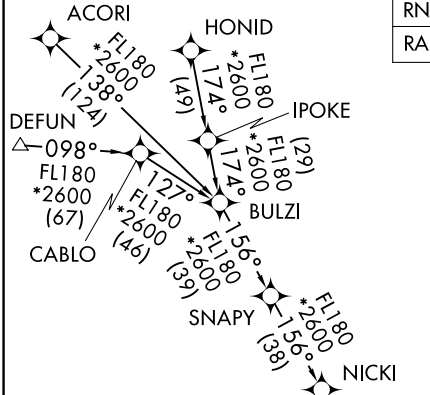 RN
RA
ACORI
HONID
FL180
*2600
138°
(124)
FL180
*2600
174°
(49)
IPOKE
DEFUN
098°
FL180
*2600
(67)
FL180
*2600
174°
(29)
127°
FL180
*2600
(46)
CABLO
BULZI
156°
FL180
*2600
(39)
SNAPY
FL180
*2600
156°
(38)
NICKI